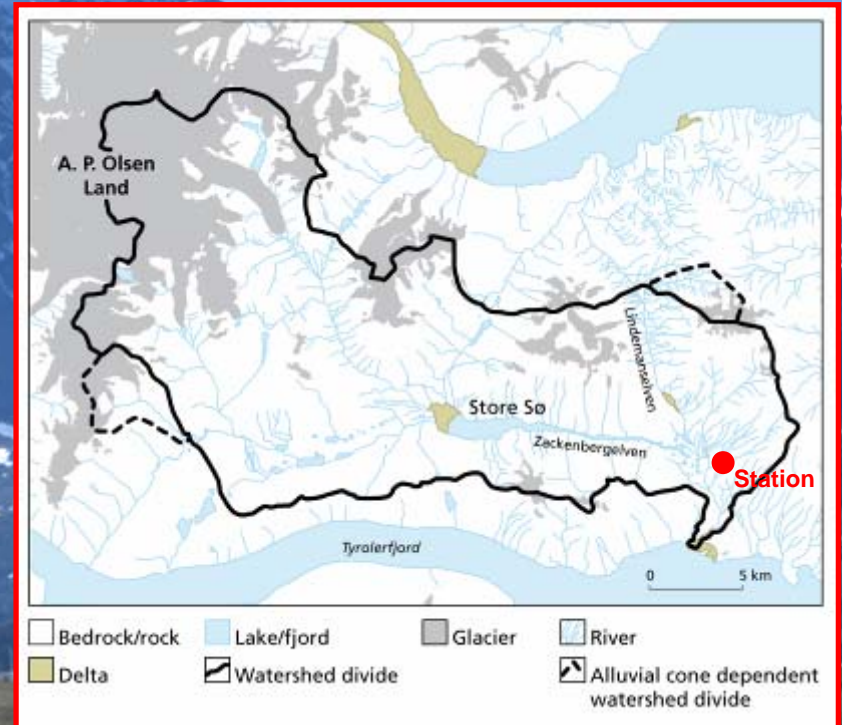 A. P. Olsen
Land
Lindemanselven
Store Sø
Zackenbergelven
Station
Tyrolerfjord
0 5 km
Bedrock/rock Lake/fjord Glacier River
Delta Watershed divide Alluvial cone dependent
watershed divide